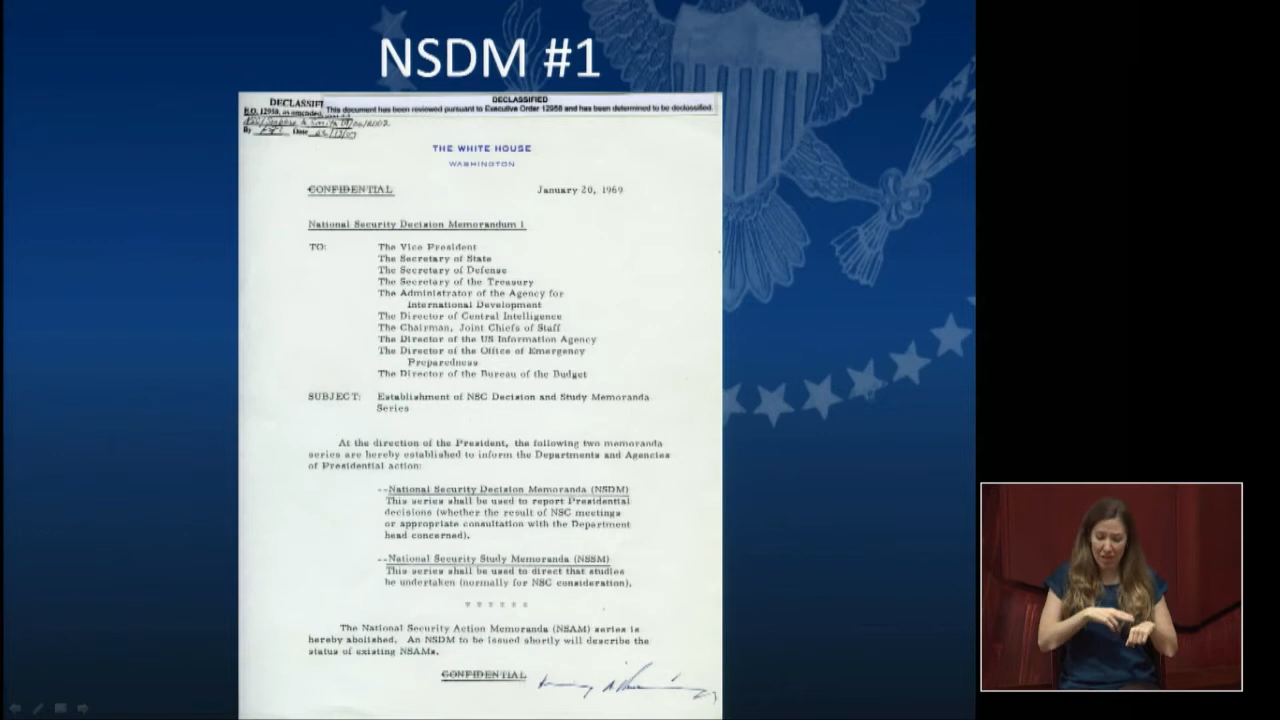 NSDM #1
DECLASSIFIED
DECLASSIFI
This document has been reviewed pursuant to Executive Order 12958 and has been determined to be declassified.
E.O. 12958, as amended,
By Date
THE WHITE HOUSE
WASHINGTON
CONFIDENTIAL January 20, 1969
National Security Decision Memorandum 1
TO: The Vice President
The Secretary of State
The Secretary of Defense
The Secretary of the Treasury
The Administrator of the Agency for
International Development
The Director of Central Intelligence
The Chairman, Joint Chiefs of Staff
The Director of the US Information Agency
The Director of the Office of Emergency
Preparedness
The Director of the Bureau of the Budget
SUBJECT: Establishment of NSC Decision and Study Memoranda
Series
At the direction of the President, the following two memoranda
series are hereby established to inform the Departments and Agencies
of Presidential action:
--National Security Decision Memoranda (NSDM)
This series shall be used to report Presidential
decisions (whether the result of NSC meetings
or appropriate consultation with the Department
head concerned).
--National Security Study Memoranda (NSSM)
This series shall be used to direct that studies
be undertaken (normally for NSC consideration).
The National Security Action Memoranda (NSAM) series is
hereby abolished. An NSDM to be issued shortly will describe the
status of existing NSAMs.
CONFIDENTIAL